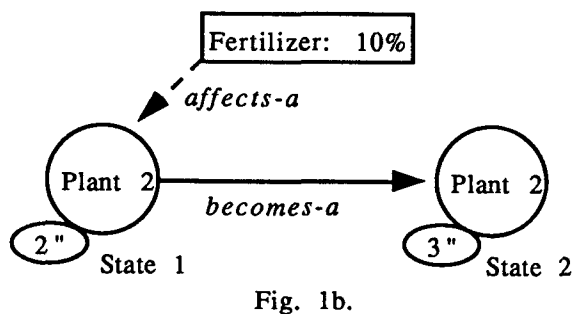 Fertilizer: 10%
affects-a
Plant 2
becomes-a
Plant 2
2"
State 1
3"
State 2
Fig. 1b.